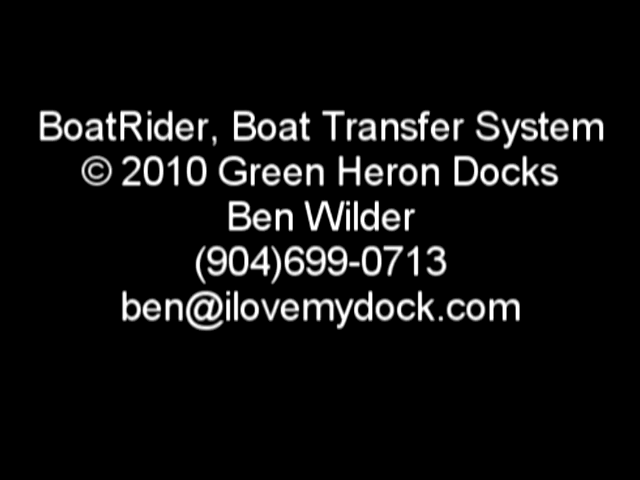 BoatRider, Boat Transfer System
© 2010 Green Heron Docks
Ben Wilder
(904)699-0713
ben@ilovemydock.com